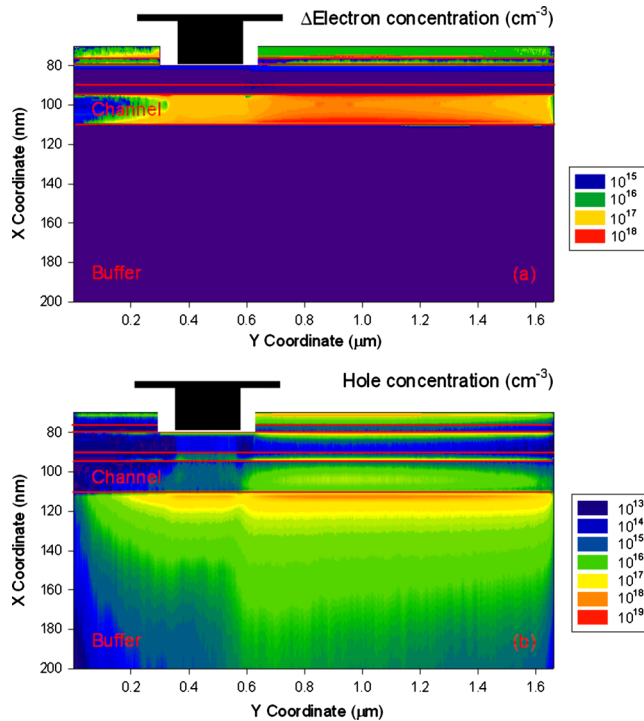 ΔElectron concentration (cm⁻³)
80
100
120
140
160
180
200
X Coordinate (nm)
Channel
Buffer
(a)
0.2 0.4 0.6 0.8 1.0 1.2 1.4 1.6
Y Coordinate (μm)
10¹⁵
10¹⁶
10¹⁷
10¹⁸
Hole concentration (cm⁻³)
80
100
120
140
160
180
200
X Coordinate (nm)
Channel
Buffer
(b)
0.2 0.4 0.6 0.8 1.0 1.2 1.4 1.6
Y Coordinate (μm)
10¹³
10¹⁴
10¹⁵
10¹⁶
10¹⁷
10¹⁸
10¹⁹